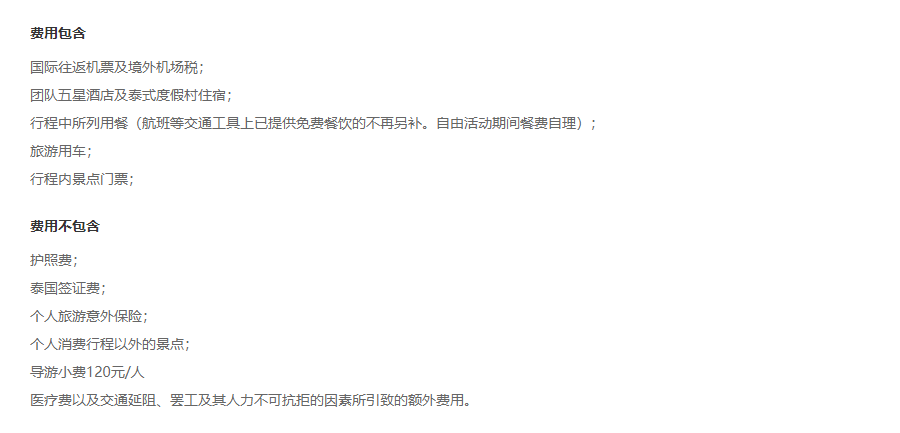 费用包含
国际往返机票及境外机场税；
团队五星酒店及泰式度假村住宿；
行程中所列用餐（航班等交通工具上已提供免费餐饮的不再另补。自由活动期间餐费自理）；
旅游用车；
行程内景点门票；
费用不包含
护照费；
泰国签证费；
个人旅游意外保险；
个人消费行程以外的景点；
导游小费120元/人
医疗费以及交通延阻、罢工及其人力不可抗拒的因素所引致的额外费用。